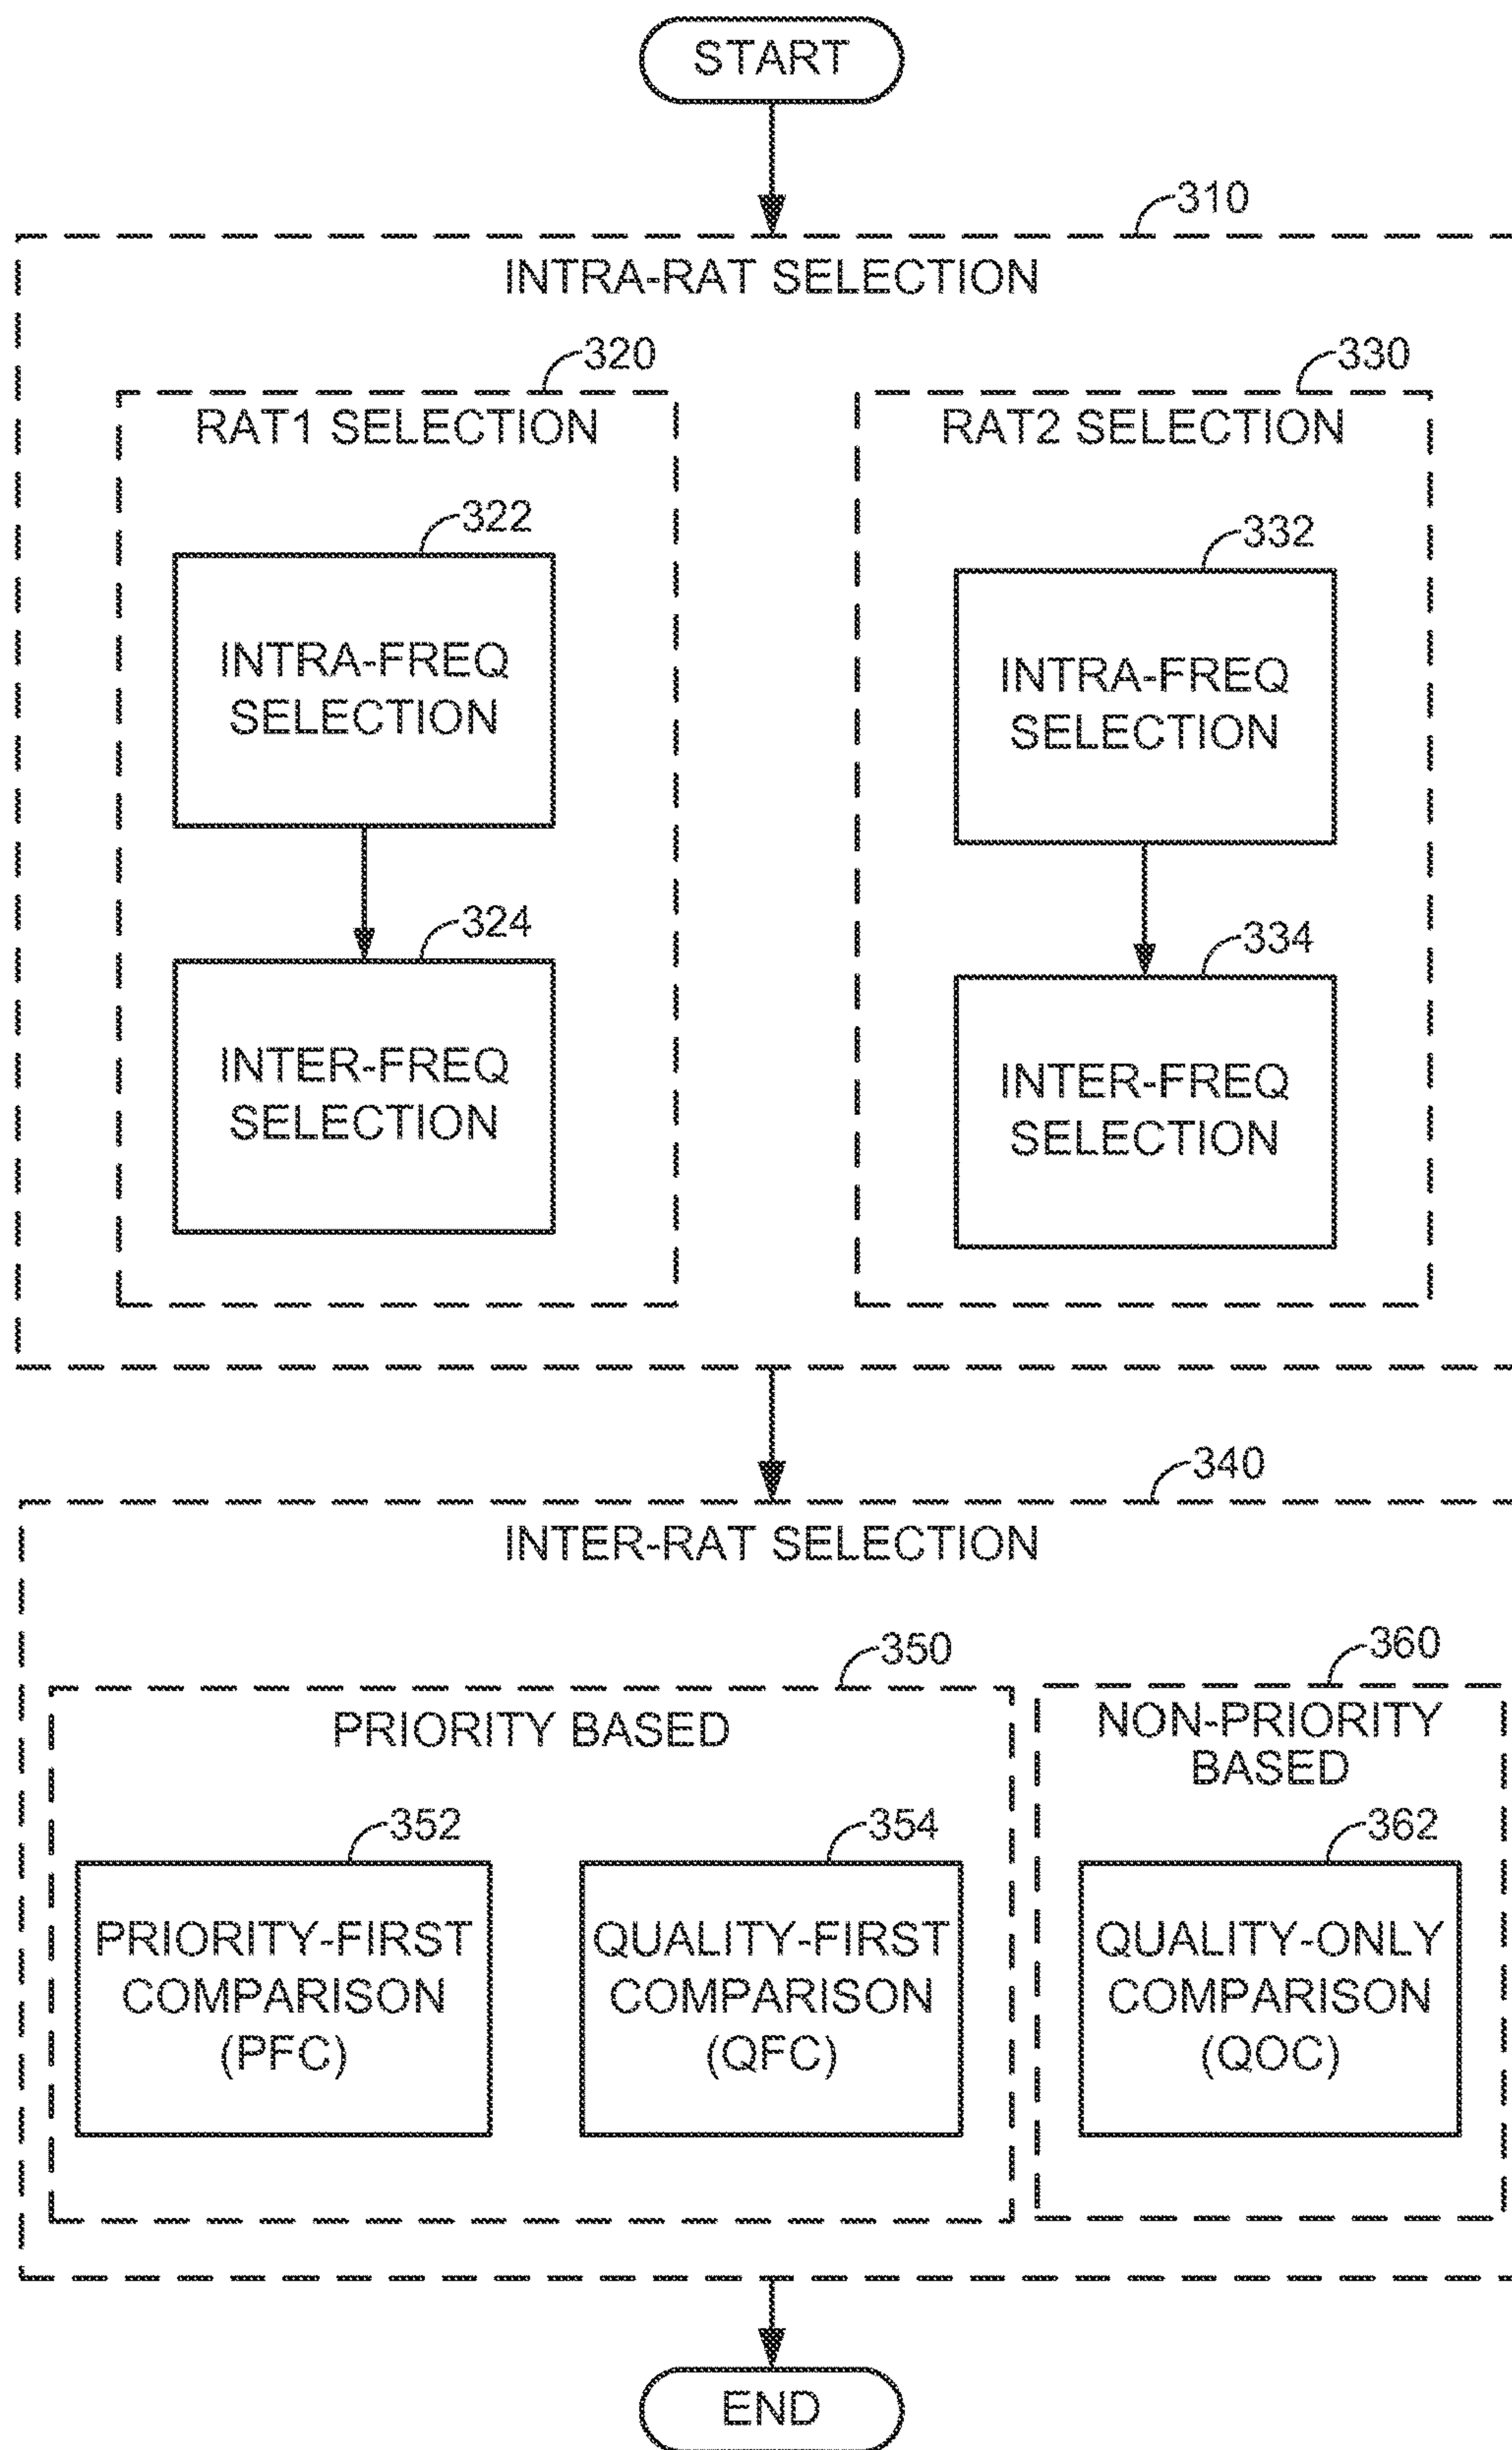 START
310
INTRA-RAT SELECTION
320
330
RAT1 SELECTION
RAT2 SELECTION
322
INTRA-FREQ
SELECTION
324
INTER-FREQ
SELECTION
332
INTRA-FREQ
SELECTION
334
INTER-FREQ
SELECTION
340
INTER-RAT SELECTION
350
PRIORITY BASED
352
PRIORITY-FIRST
COMPARISON
(PFC)
354
QUALITY-FIRST
COMPARISON
(QFC)
360
NON-PRIORITY
BASED
362
QUALITY-ONLY
COMPARISON
(QOC)
END